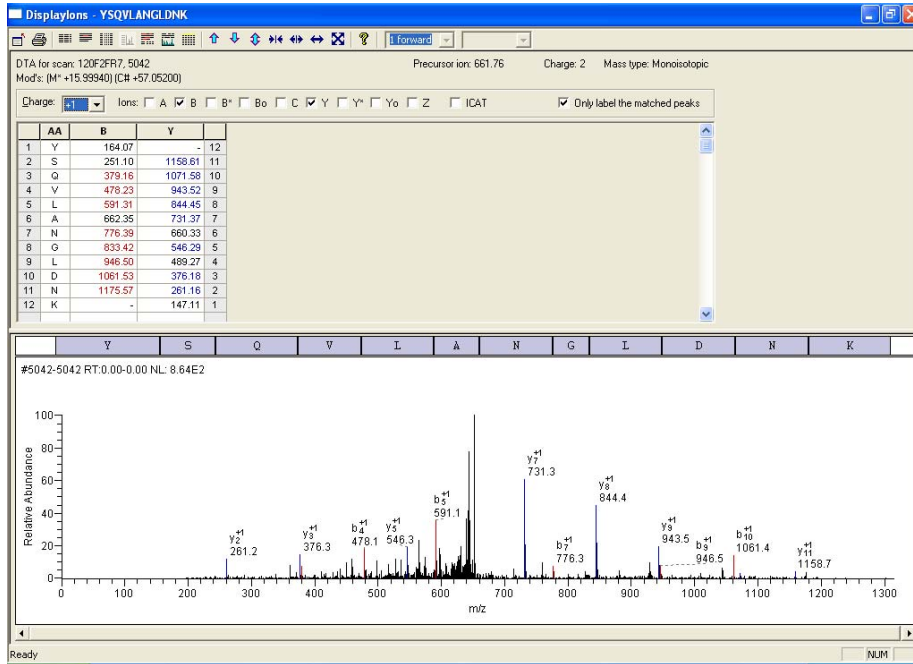 DisplayIons - YSQVLANGLDNK
1 forward
DTA for scan: 120F2FR7, 5042 Precursor ion: 661.76 Charge: 2 Mass type: Monoisotopic
Mod's: (M* +15.99940) (C# +57.05200)
Charge: +1 Ions: A B B* Bo C Y Y* Yo Z ICAT Only label the matched peaks
AA B Y
1 Y 164.07 - 12
2 S 251.10 1158.61 11
3 Q 379.16 1071.58 10
4 V 478.23 943.52 9
5 L 591.31 844.45 8
6 A 662.35 731.37 7
7 N 776.39 660.33 6
8 G 833.42 546.29 5
9 L 946.50 489.27 4
10 D 1061.53 376.18 3
11 N 1175.57 261.16 2
12 K - 147.11 1
Y S Q V L A N G L D N K
#5042-5042 RT:0.00-0.00 NL: 8.64E2
Relative Abundance
100
80
60
40
20
0
y2+1
261.2
y3+1
376.3
b4+1
478.1
y5+1
546.3
b5+1
591.1
y7+1
731.3
b7+1
776.3
y8+1
844.4
y9+1
943.5
b9+1
946.5
b10+1
1061.4
y11+1
1158.7
0 100 200 300 400 500 600 700 800 900 1000 1100 1200 1300
m/z
Ready NUM